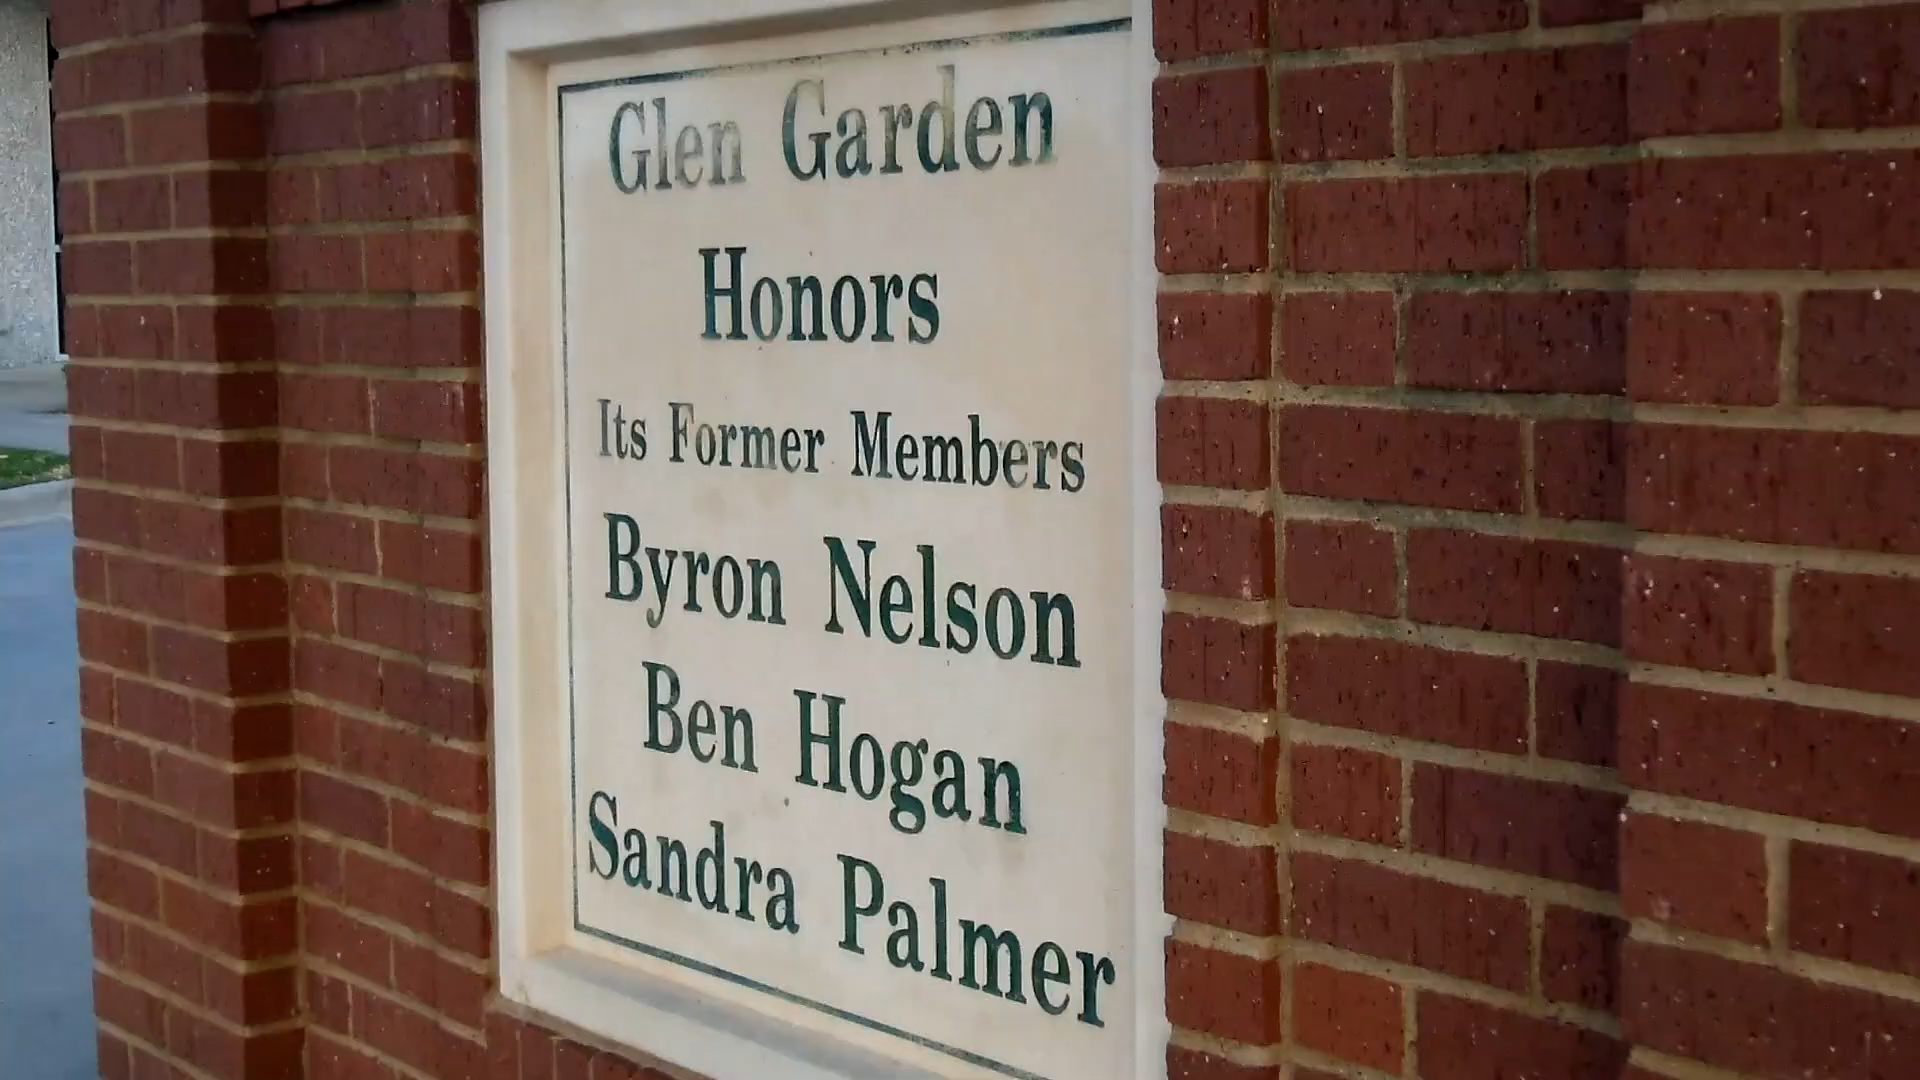 Glen Garden
Honors
Its Former Members
Byron Nelson
Ben Hogan
Sandra Palmer